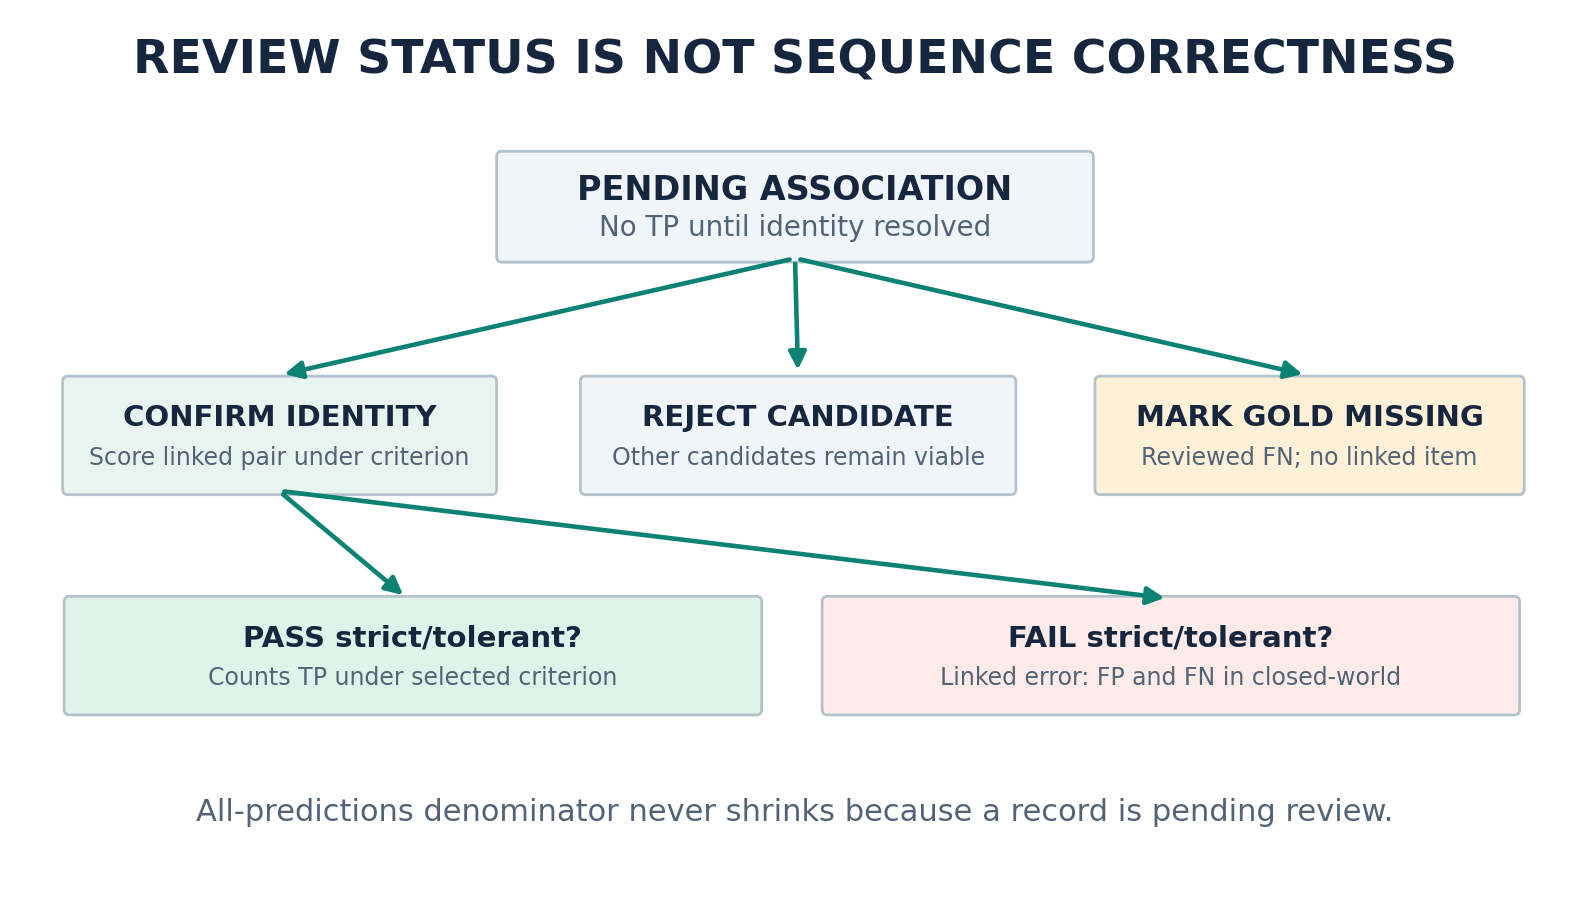 REVIEW STATUS IS NOT SEQUENCE CORRECTNESS
PENDING ASSOCIATION
No TP until identity resolved
CONFIRM IDENTITY
Score linked pair under criterion
REJECT CANDIDATE
Other candidates remain viable
MARK GOLD MISSING
Reviewed FN; no linked item
PASS strict/tolerant?
Counts TP under selected criterion
FAIL strict/tolerant?
Linked error: FP and FN in closed-world
All-predictions denominator never shrinks because a record is pending review.